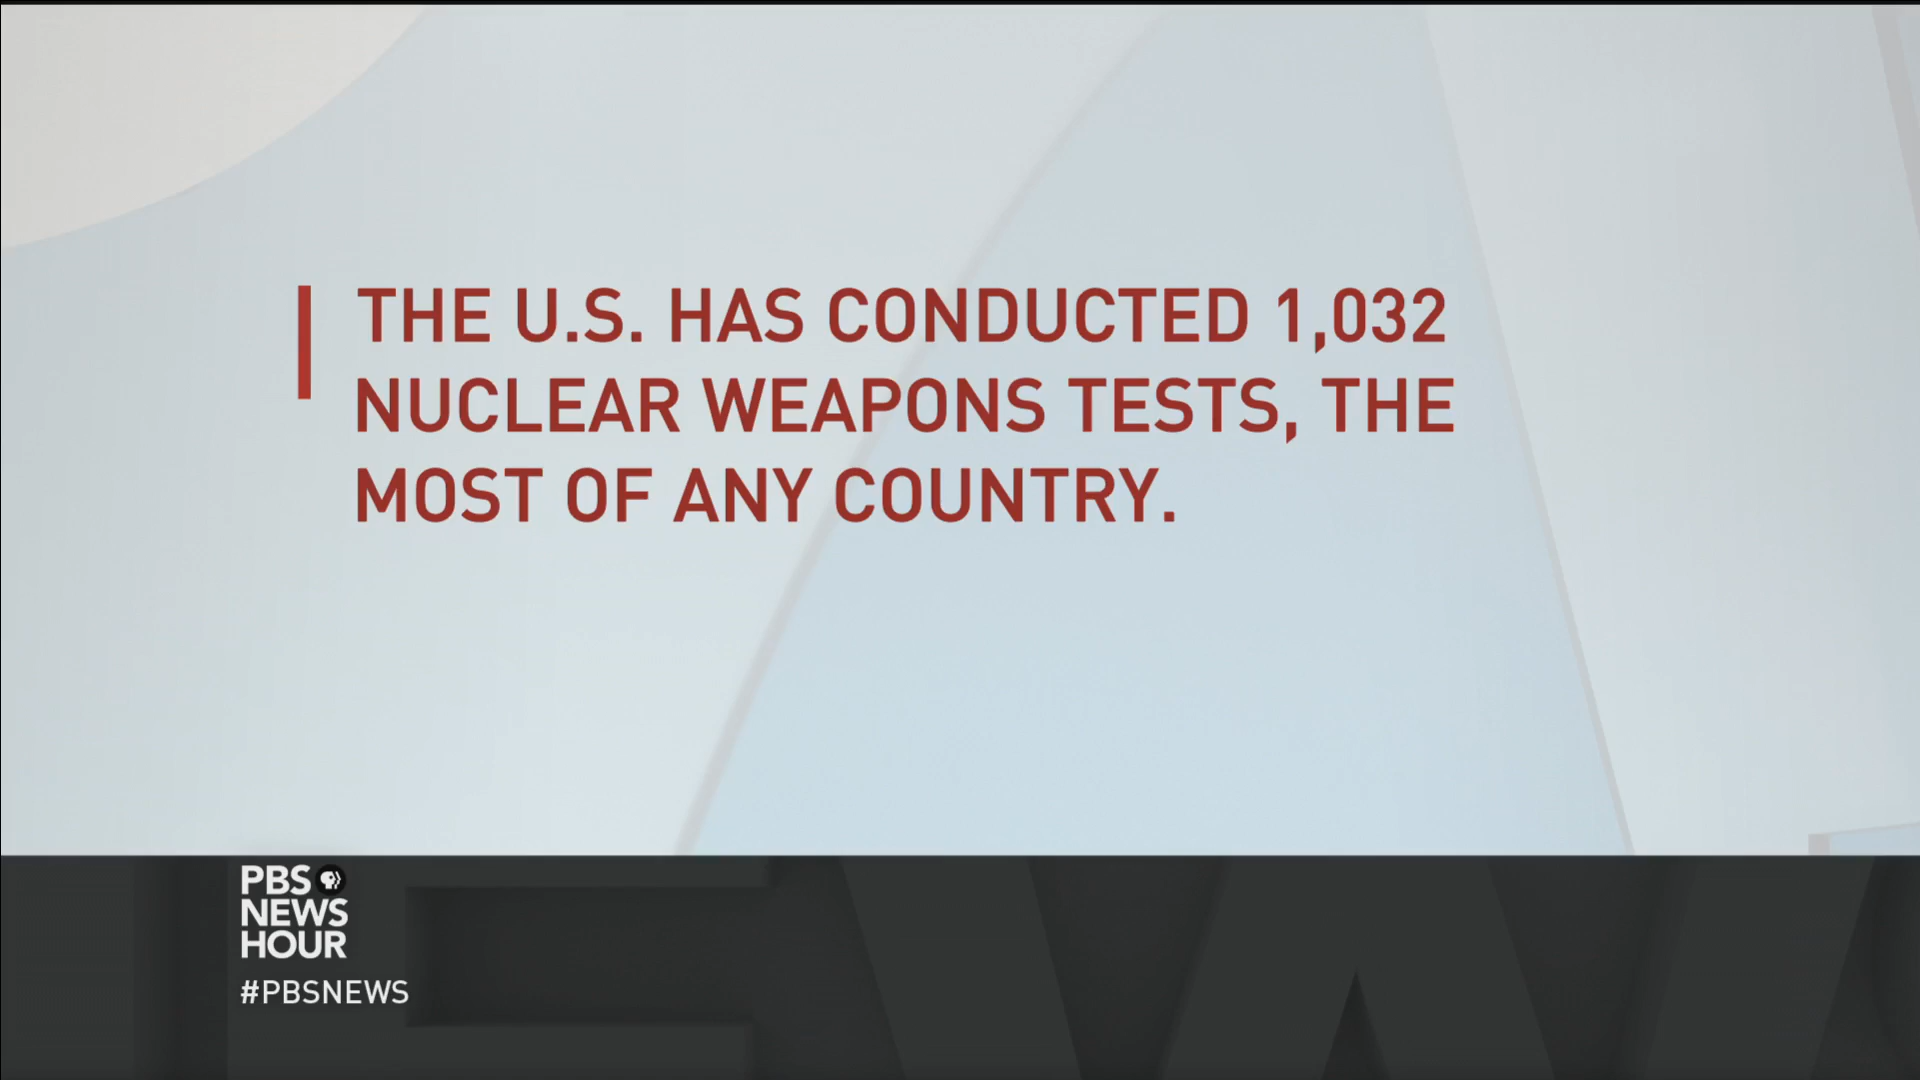 THE U.S. HAS CONDUCTED 1,032
NUCLEAR WEAPONS TESTS, THE
MOST OF ANY COUNTRY.
PBS
NEWS
HOUR
#PBSNEWS